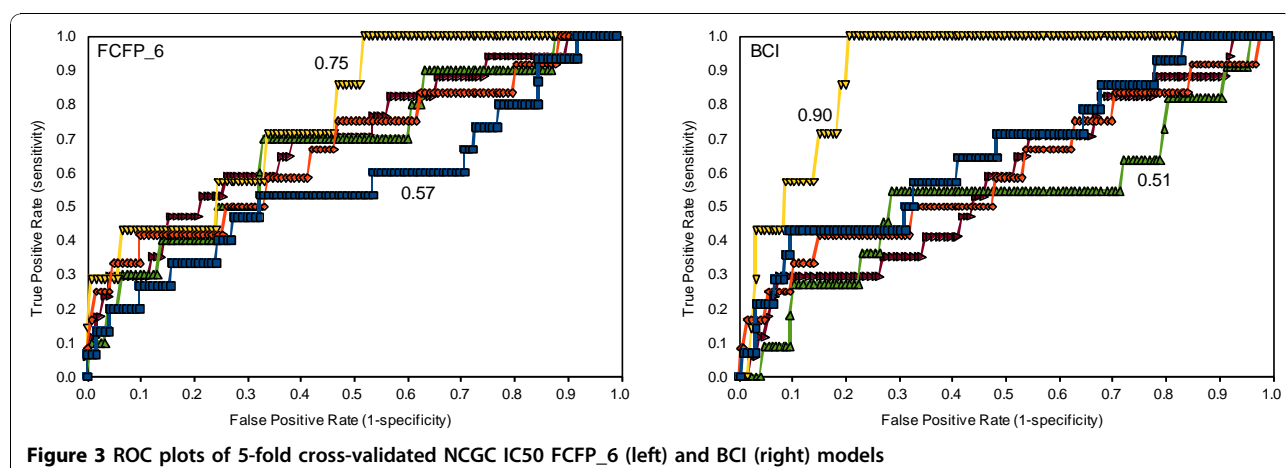 FCFP_6
0.75
0.57
True Positive Rate (sensitivity)
1.0
0.9
0.8
0.7
0.6
0.5
0.4
0.3
0.2
0.1
0.0
0.0 0.1 0.2 0.3 0.4 0.5 0.6 0.7 0.8 0.9 1.0
False Positive Rate (1-specificity)
BCI
0.90
0.51
True Positive Rate (sensitivity)
1.0
0.9
0.8
0.7
0.6
0.5
0.4
0.3
0.2
0.1
0.0
0.0 0.1 0.2 0.3 0.4 0.5 0.6 0.7 0.8 0.9 1.0
False Positive Rate (1-specificity)
Figure 3 ROC plots of 5-fold cross-validated NCGC IC50 FCFP_6 (left) and BCI (right) models